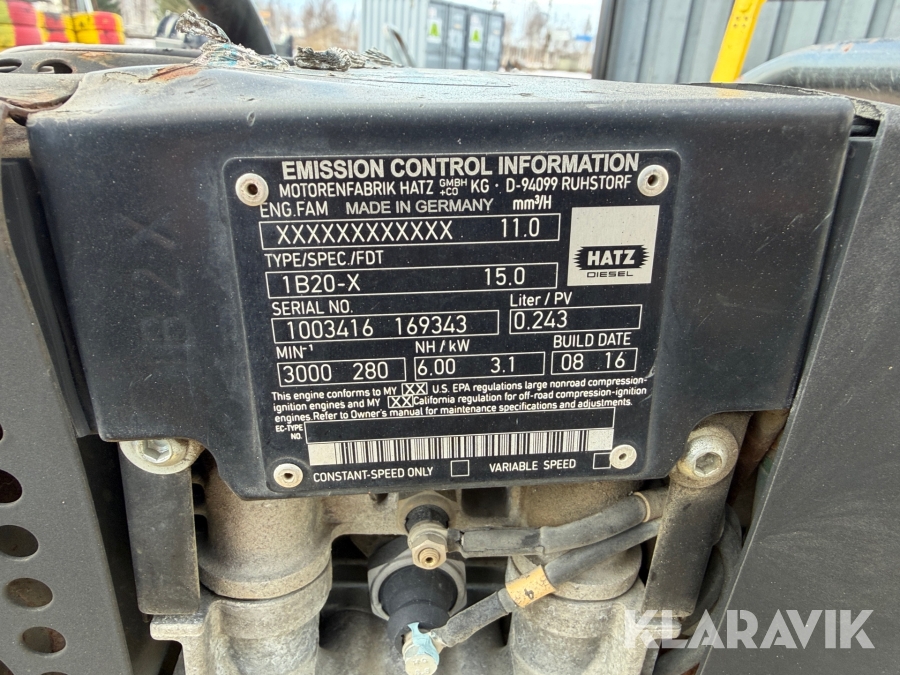 EMISSION CONTROL INFORMATION
MOTORENFABRIK HATZ GMBH +CO KG · D-94099 RUHSTORF
ENG.FAM MADE IN GERMANY mm³/H
XXXXXXXXXXXX 11.0
HATZ
DIESEL
TYPE/SPEC./FDT
1B20-X 15.0
SERIAL NO. Liter / PV
1003416 169343 0.243
MIN⁻¹ NH / kW BUILD DATE
3000 280 6.00 3.1 08 16
This engine conforms to MY XX U.S. EPA regulations large nonroad compression-
ignition engines and MY XX California regulation for off-road compression-ignition
engines. Refer to Owner's manual for maintenance specifications and adjustments.
EC-TYPE
NO.
CONSTANT-SPEED ONLY VARIABLE SPEED
KLARAVIK